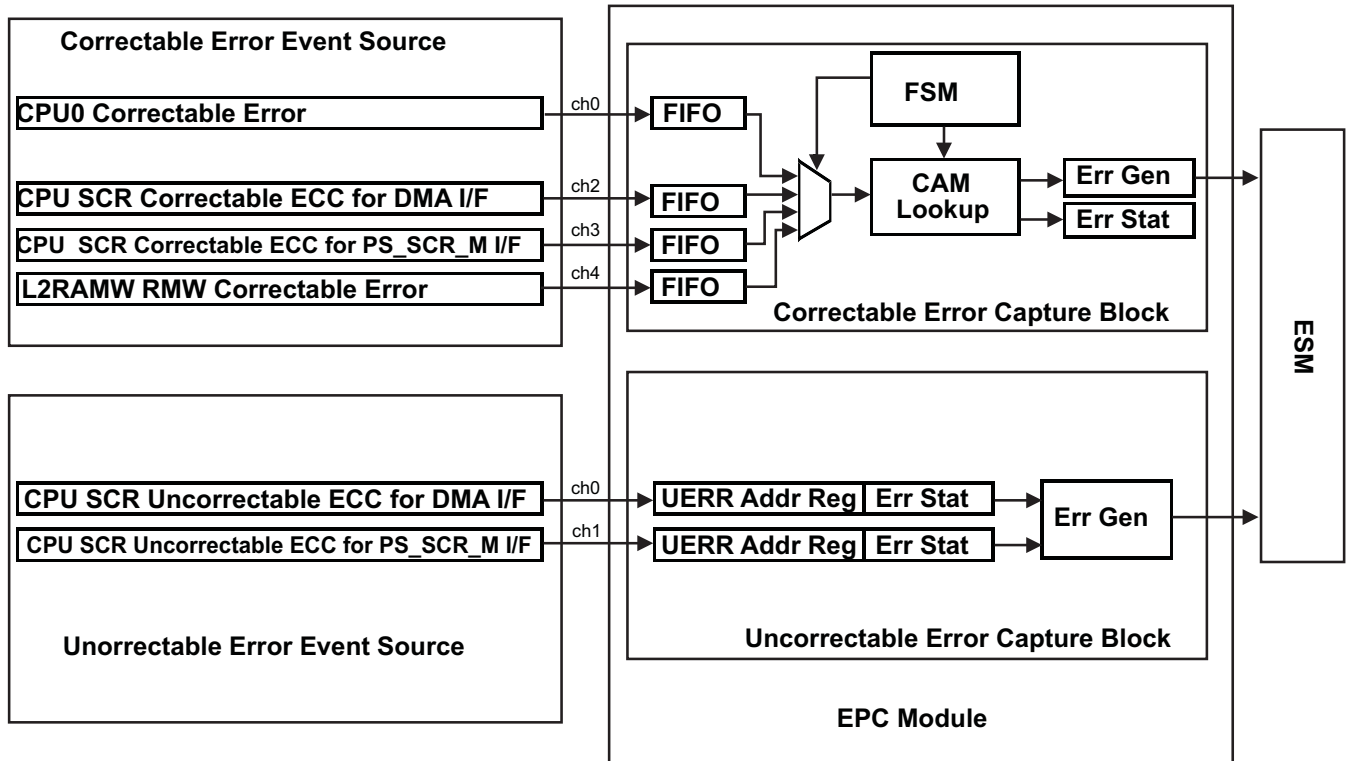 Correctable Error Event Source
CPU0 Correctable Error
CPU SCR Correctable ECC for DMA I/F
CPU SCR Correctable ECC for PS_SCR_M I/F
L2RAMW RMW Correctable Error
ch0
ch2
ch3
ch4
FIFO
FIFO
FIFO
FIFO
FSM
CAM
Lookup
Err Gen
Err Stat
Correctable Error Capture Block
CPU SCR Uncorrectable ECC for DMA I/F
CPU SCR Uncorrectable ECC for PS_SCR_M I/F
Unorrectable Error Event Source
ch0
ch1
UERR Addr Reg Err Stat
UERR Addr Reg Err Stat
Err Gen
Uncorrectable Error Capture Block
EPC Module
ESM